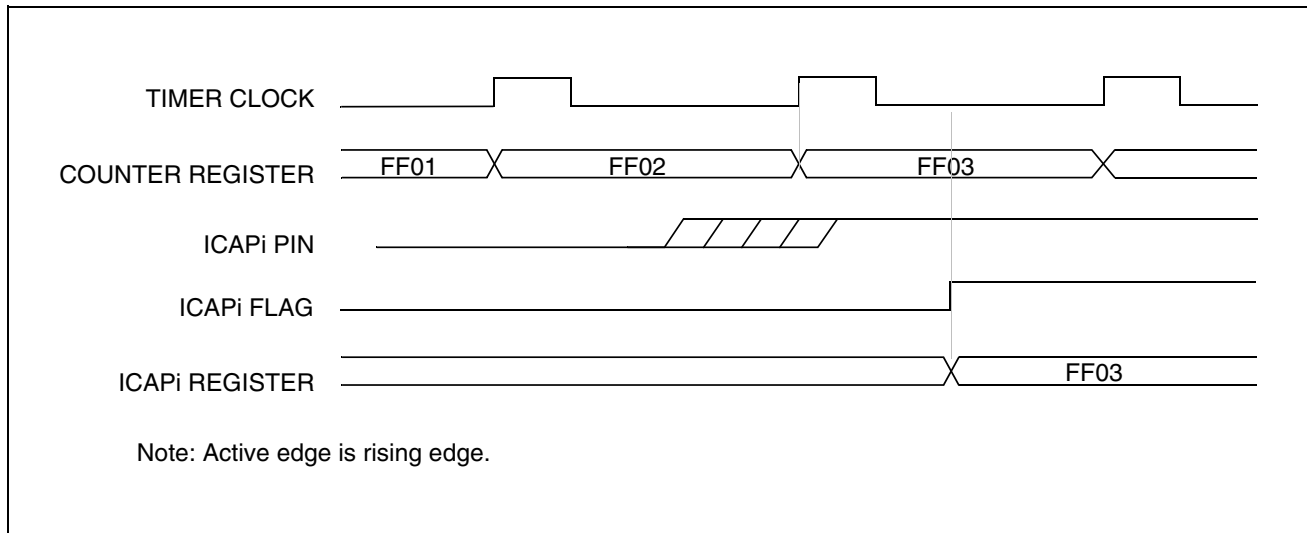 TIMER CLOCK
COUNTER REGISTER
FF01
FF02
FF03
ICAPi PIN
ICAPi FLAG
ICAPi REGISTER
FF03
Note: Active edge is rising edge.